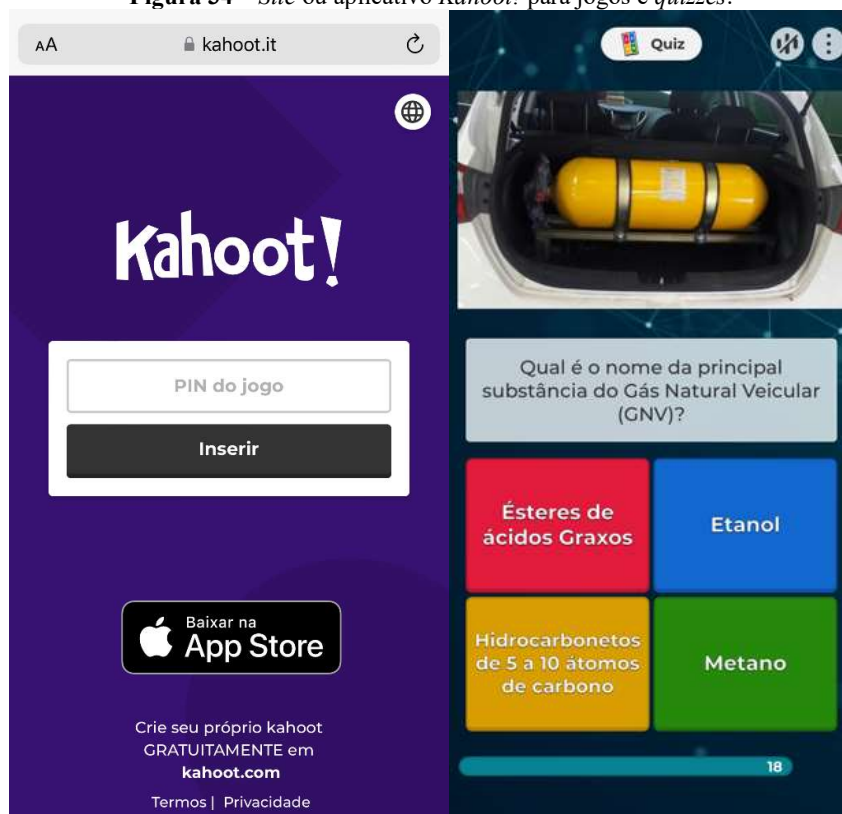 Figura 54 – Site ou aplicativo Kahoot! para jogos e quizzes.
AA
kahoot.it
Kahoot!
PIN do jogo
Inserir
Baixar na
App Store
Crie seu próprio kahoot
GRATUITAMENTE em
kahoot.com
Termos | Privacidade
Quiz
Qual é o nome da principal
substância do Gás Natural Veicular
(GNV)?
Ésteres de
ácidos Graxos
Etanol
Hidrocarbonetos
de 5 a 10 átomos
de carbono
Metano
18